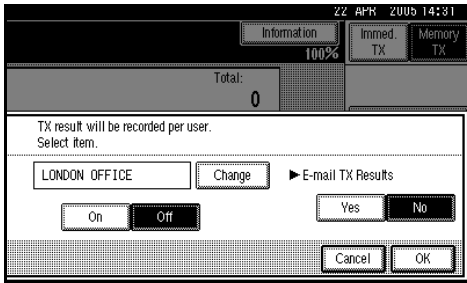 22 APR 2005 14:31
Information
100%
Immed. TX
Memory TX
Total:
0
TX result will be recorded per user.
Select item.
LONDON OFFICE
Change
►E-mail TX Results
On
Off
Yes
No
Cancel
OK